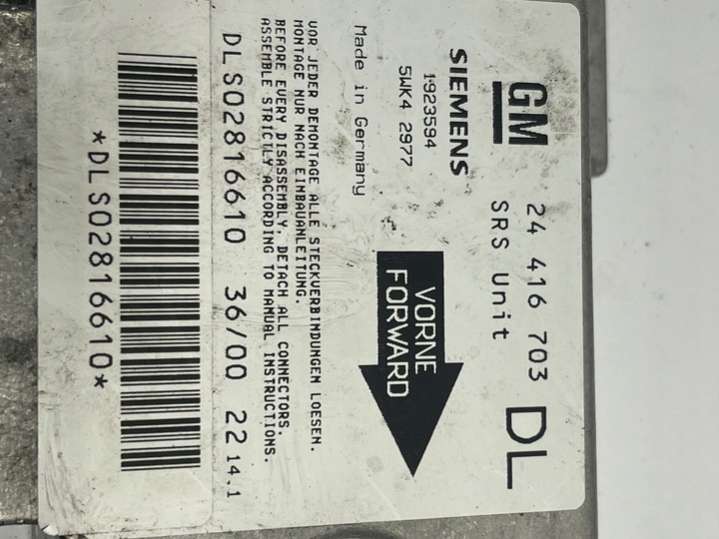 GM 24 416 703 DL
SRS Unit
SIEMENS
1923594
5WK4 2977
VORNE
FORWARD
Made in Germany
VOR JEDER DEMONTAGE ALLE STECKVERBINDUNGEN LOESEN.
MONTAGE NUR NACH EINBAUANLEITUNG.
BEFORE EVERY DISASSEMBLY, DETACH ALL CONNECTORS.
ASSEMBLE STRICTLY ACCORDING TO MANUAL INSTRUCTIONS.
DLS02816610 36/00 22 14.1
*DLS02816610*